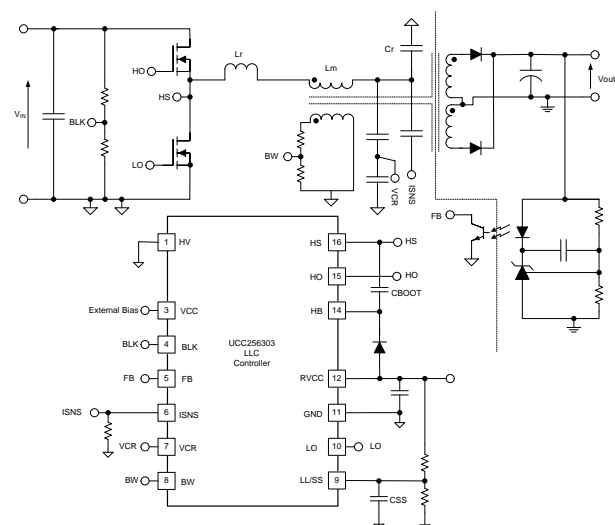 Lr
Lm
Cr
HO
HS
V_IN
BLK
LO
BW
VCR
ISNS
Vout
FB
1
HV
External Bias
3
VCC
BLK
4
BLK
FB
5
FB
ISNS
6
ISNS
VCR
7
VCR
BW
8
BW
UCC256303
LLC
Controller
HS
16
HS
HO
15
HO
CBOOT
HB
14
RVCC
12
GND
11
LO
10
LO
LL/SS
9
CSS